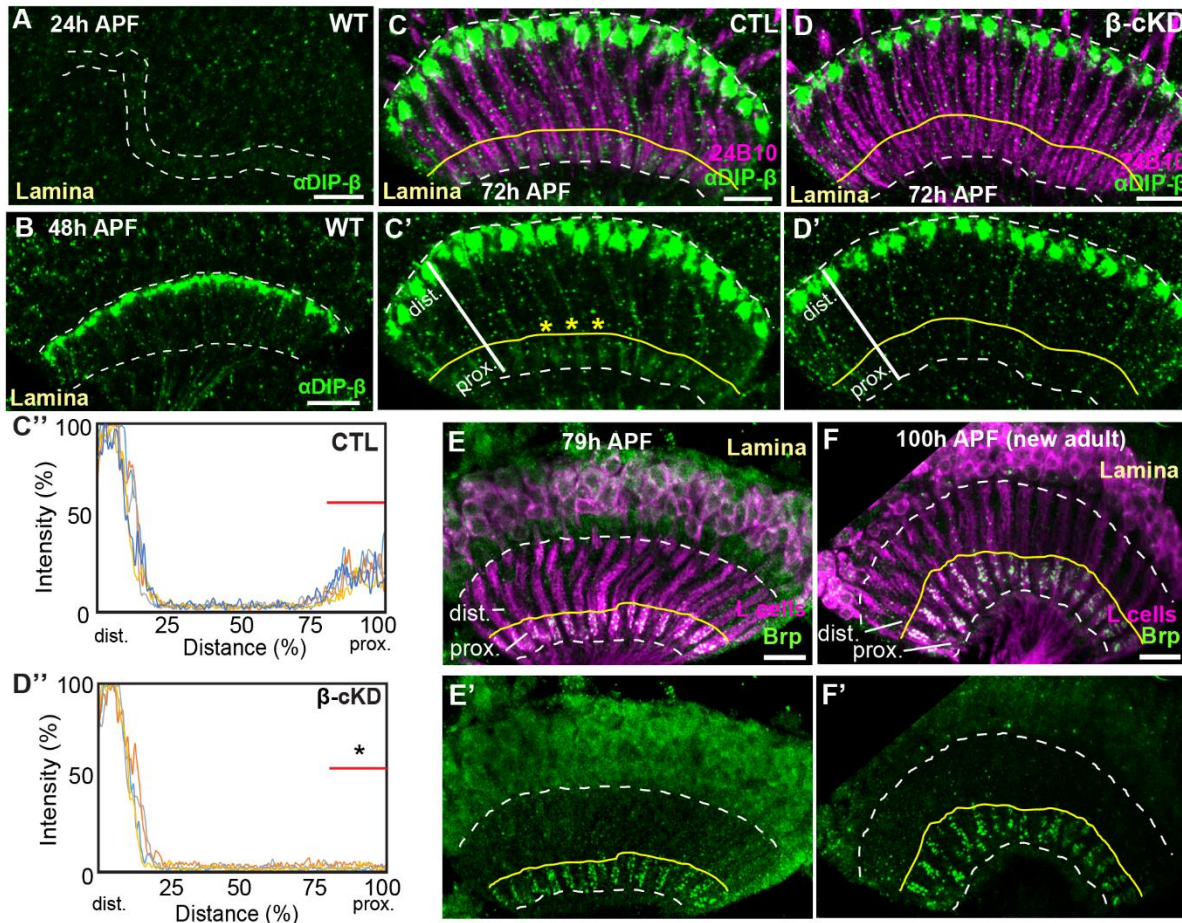 A 24h APF WT
Lamina αDIP-β
B 48h APF WT
Lamina αDIP-β
C CTL
24B10
αDIP-β
Lamina 72h APF
D β-cKD
24B10
αDIP-β
Lamina 72h APF
C'
dist.
* * *
prox.
D'
dist.
prox.
C''
CTL
100
50
0
Intensity (%)
25 50 75 100
dist. Distance (%) prox.
D''
β-cKD
*
100
50
0
Intensity (%)
25 50 75 100
dist. Distance (%) prox.
E 79h APF Lamina
dist.
prox.
L cells
Brp
F 100h APF (new adult)
Lamina
dist.
prox.
L cells
Brp
E'
F'